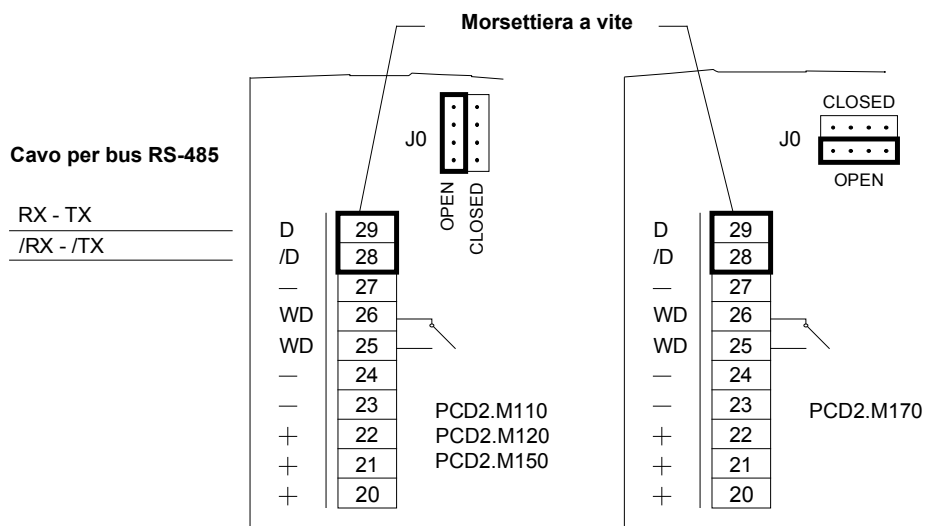 Morsettiera a vite
CLOSED
J0
OPEN
J0
OPEN
CLOSED
Cavo per bus RS-485
RX - TX
/RX - /TX
D 29
/D 28
— 27
WD 26
WD 25
— 24
— 23
+ 22
+ 21
+ 20
PCD2.M110
PCD2.M120
PCD2.M150
D 29
/D 28
— 27
WD 26
WD 25
— 24
— 23
+ 22
+ 21
+ 20
PCD2.M170